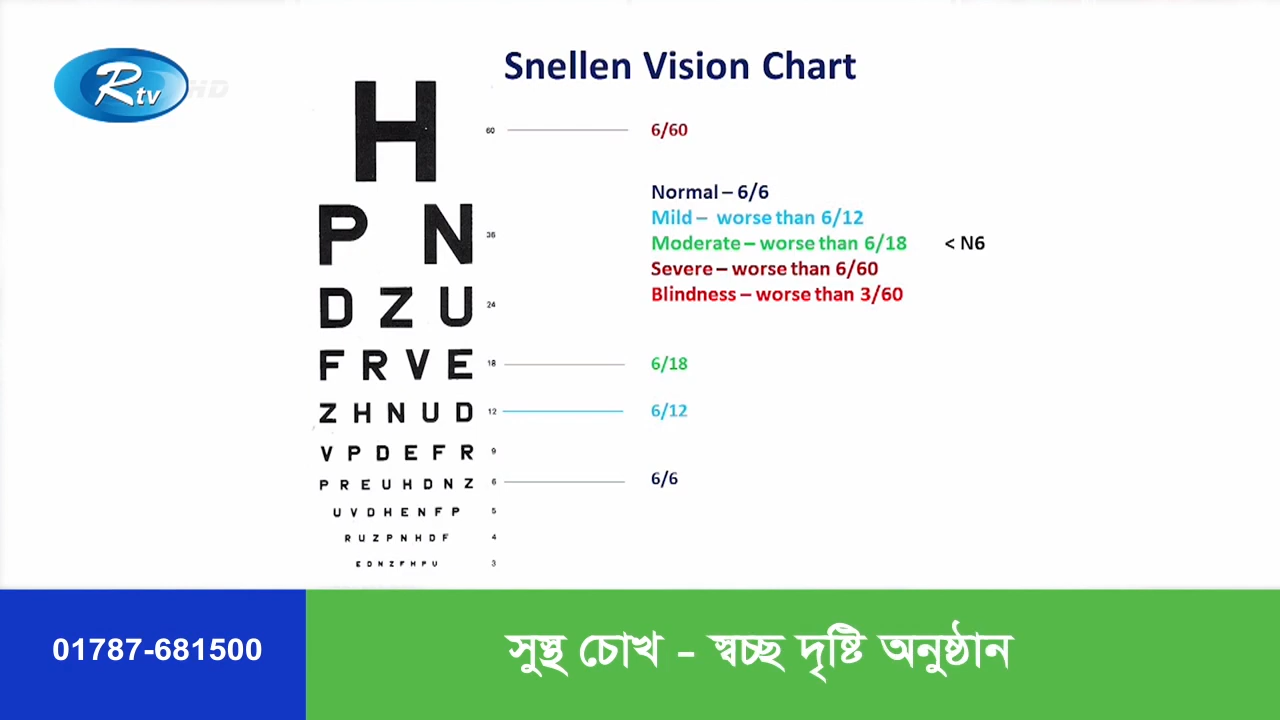 Rtv HD
Snellen Vision Chart
H 60 6/60
Normal – 6/6
Mild – worse than 6/12
Moderate – worse than 6/18 < N6
Severe – worse than 6/60
Blindness – worse than 3/60
P N 36
D Z U 24
F R V E 18 6/18
Z H N U D 12 6/12
V P D E F R 9
P R E U H D N Z 6 6/6
U V D H E N F P 5
R U Z P N H D F 4
E D N Z F H P U 3
01787-681500
সুস্থ চোখ - স্বচ্ছ দৃষ্টি অনুষ্ঠান